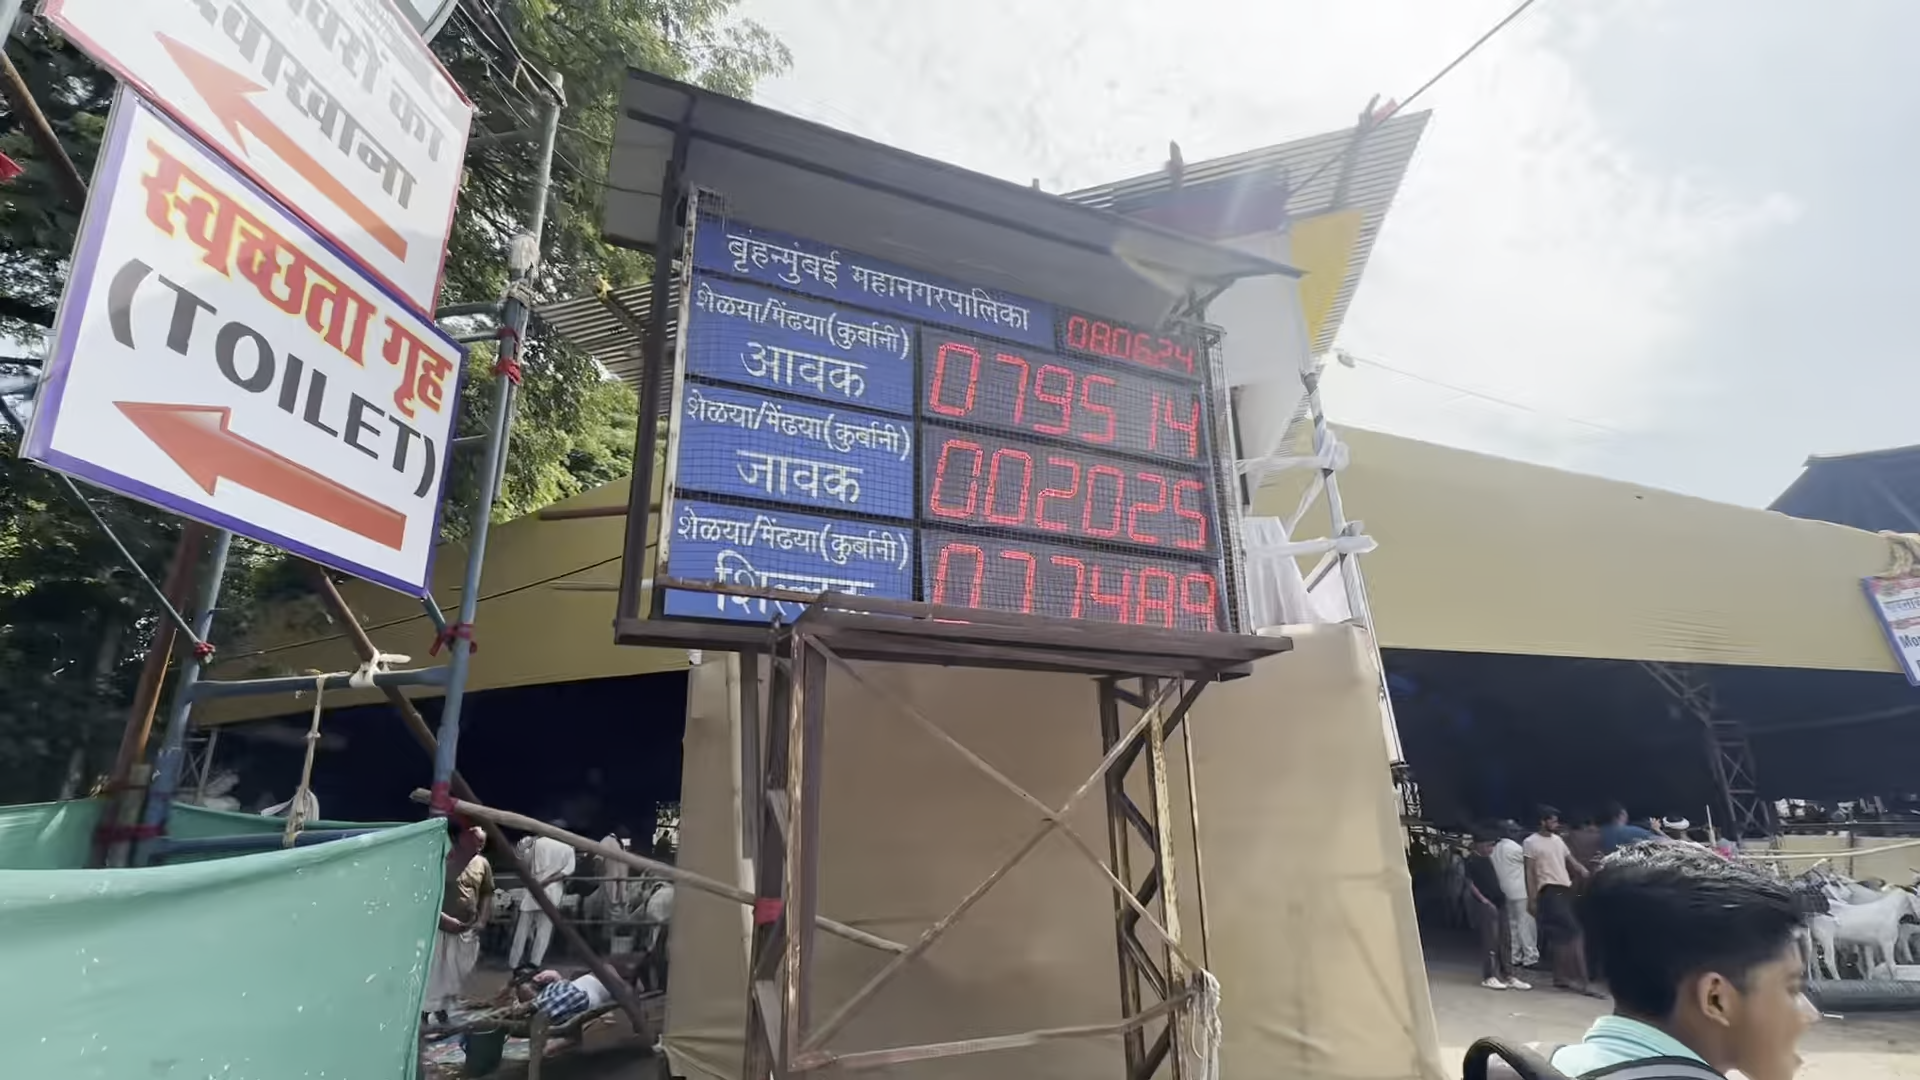 का
स्वच्छता गृह
(TOILET)
बृहन्मुंबई महानगरपालिका
080624
शेळया/मेंढया(कुर्बानी)
आवक
079514
शेळया/मेंढया(कुर्बानी)
जावक
002025
शेळया/मेंढया(कुर्बानी)
शिल्लक
077489